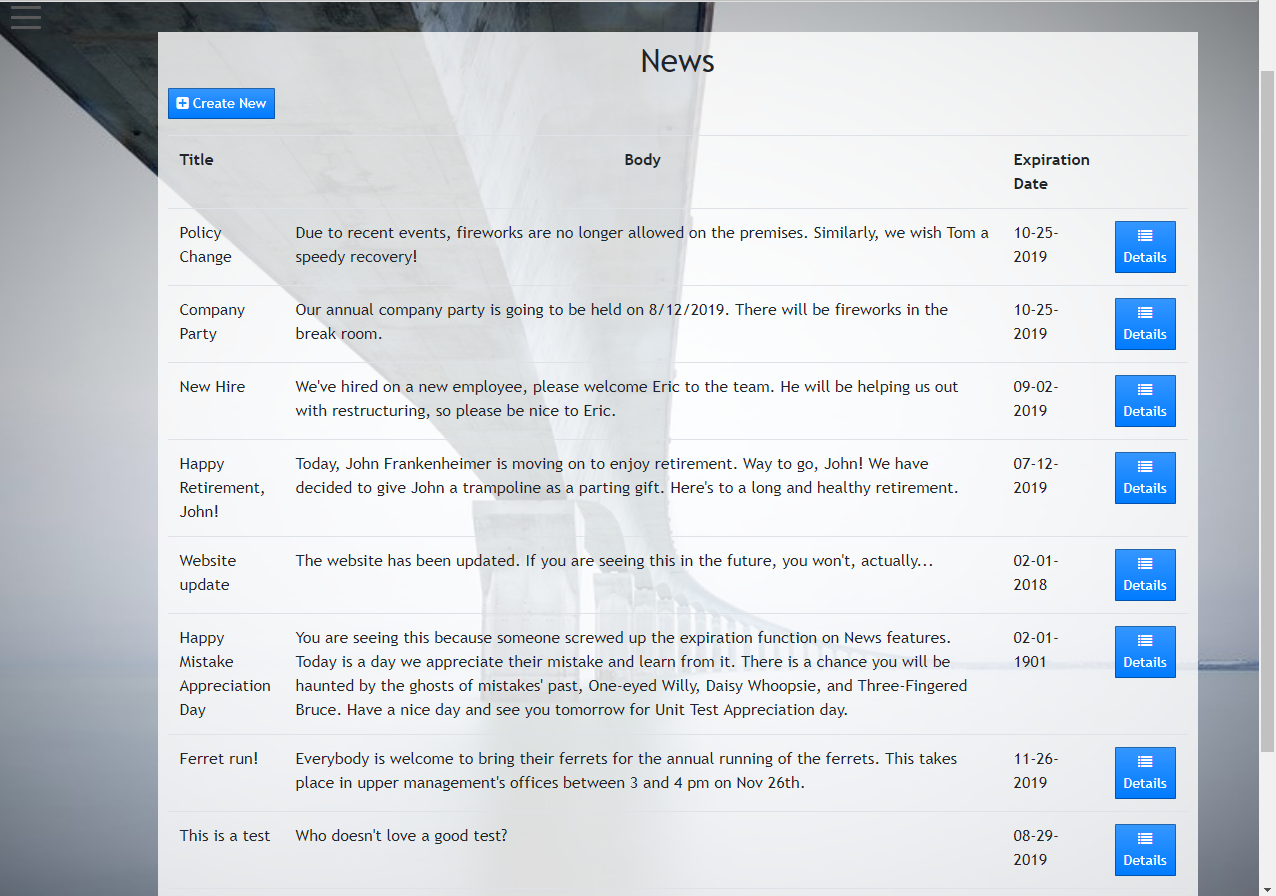 News
Create New
Title Body Expiration
Date
Policy Due to recent events, fireworks are no longer allowed on the premises. Similarly, we wish Tom a 10-25-
Change speedy recovery! 2019 Details
Company Our annual company party is going to be held on 8/12/2019. There will be fireworks in the 10-25-
Party break room. 2019 Details
New Hire We've hired on a new employee, please welcome Eric to the team. He will be helping us out 09-02-
with restructuring, so please be nice to Eric. 2019 Details
Happy Today, John Frankenheimer is moving on to enjoy retirement. Way to go, John! We have 07-12-
Retirement, decided to give John a trampoline as a parting gift. Here's to a long and healthy retirement. 2019 Details
John!
Website The website has been updated. If you are seeing this in the future, you won't, actually... 02-01-
update 2018 Details
Happy You are seeing this because someone screwed up the expiration function on News features. 02-01-
Mistake Today is a day we appreciate their mistake and learn from it. There is a chance you will be 1901 Details
Appreciation haunted by the ghosts of mistakes' past, One-eyed Willy, Daisy Whoopsie, and Three-Fingered
Day Bruce. Have a nice day and see you tomorrow for Unit Test Appreciation day.
Ferret run! Everybody is welcome to bring their ferrets for the annual running of the ferrets. This takes 11-26-
place in upper management's offices between 3 and 4 pm on Nov 26th. 2019 Details
This is a test Who doesn't love a good test? 08-29-
2019 Details